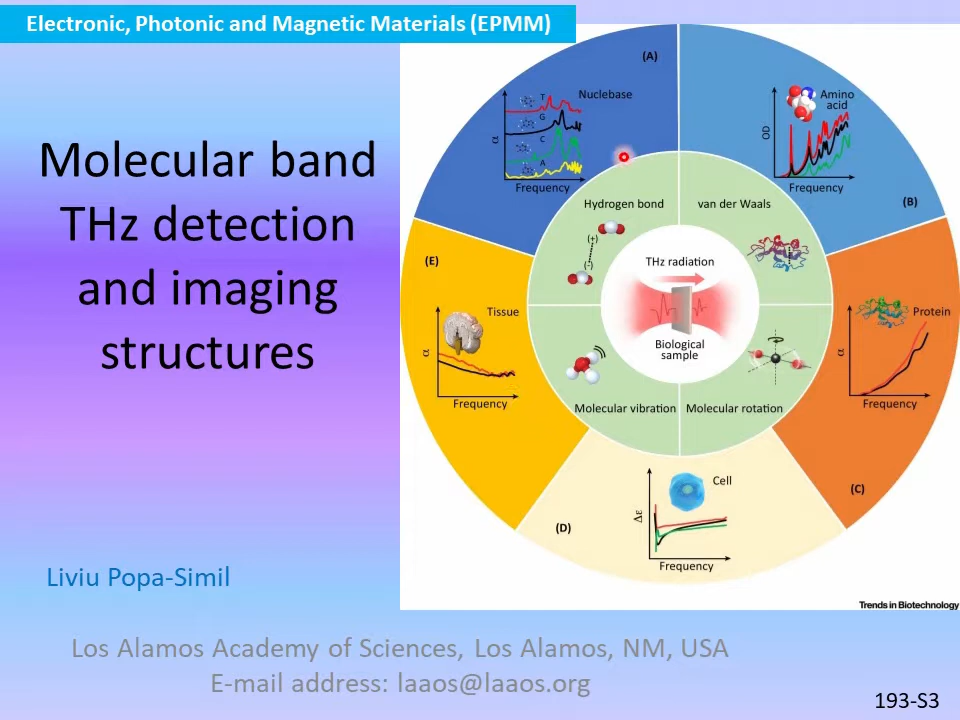 Electronic, Photonic and Magnetic Materials (EPMM)
Molecular band
THz detection
and imaging
structures
(A)
Nuclebase
T
G
C
A
α
Frequency
Amino
acid
OD
Frequency
(B)
Hydrogen bond
van der Waals
(+)
(-)
THz radiation
Biological
sample
Molecular vibration
Molecular rotation
(E)
Tissue
α
Frequency
Protein
α
Frequency
(C)
Cell
Δε
Frequency
(D)
Trends in Biotechnology
Liviu Popa-Simil
Los Alamos Academy of Sciences, Los Alamos, NM, USA
E-mail address: laaos@laaos.org
193-S3